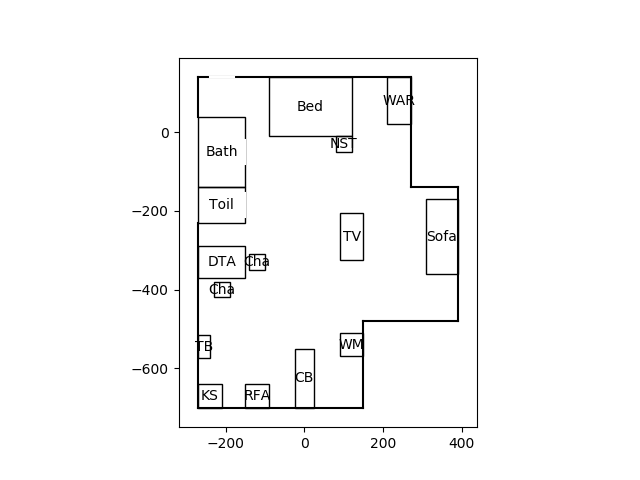 Bed
WAR
NST
Bath
Toil
TV
Sofa
DTA
Cha
Cha
TB
WM
CB
KS
RFA
0
−200
−400
−600
−200
0
200
400